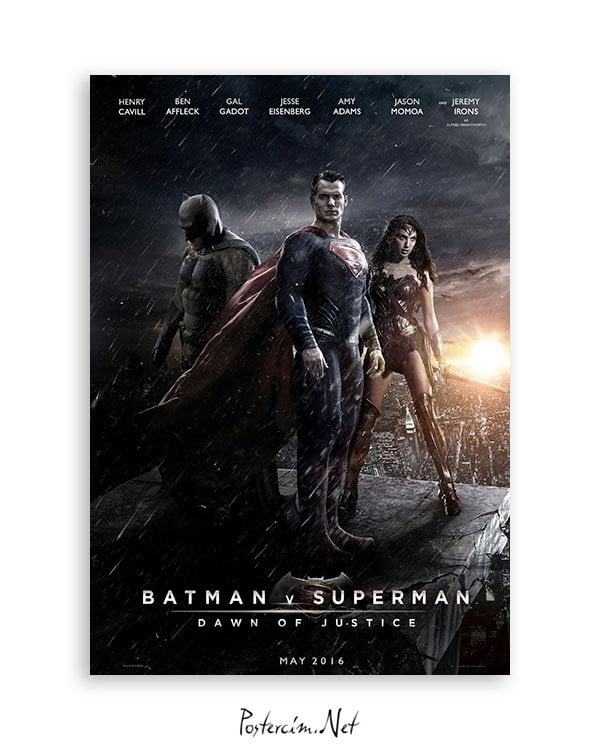 HENRY CAVILL
BEN AFFLECK
GAL GADOT
JESSE EISENBERG
AMY ADAMS
JASON MOMOA
AND JEREMY IRONS
BATMAN v SUPERMAN
DAWN OF JUSTICE
MAY 2016
Postercim.Net